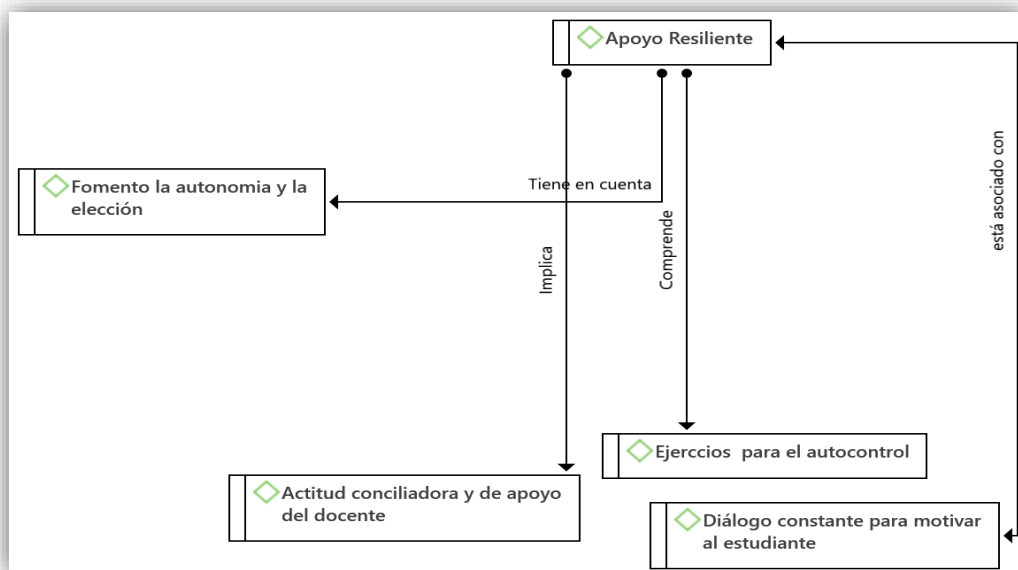 Apoyo Resiliente
Fomento la autonomia y la
elección
Tiene en cuenta
Implica
Comprende
está asociado con
Ejerccios para el autocontrol
Actitud conciliadora y de apoyo
del docente
Diálogo constante para motivar
al estudiante